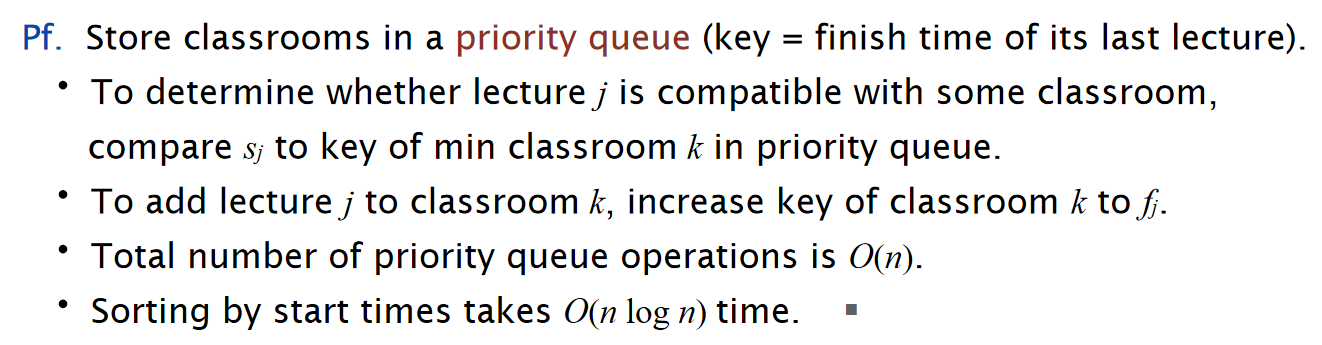 Pf. Store classrooms in a priority queue (key = finish time of its last lecture).
• To determine whether lecture j is compatible with some classroom,
compare sj to key of min classroom k in priority queue.
• To add lecture j to classroom k, increase key of classroom k to fj.
• Total number of priority queue operations is O(n).
• Sorting by start times takes O(n log n) time. ▪